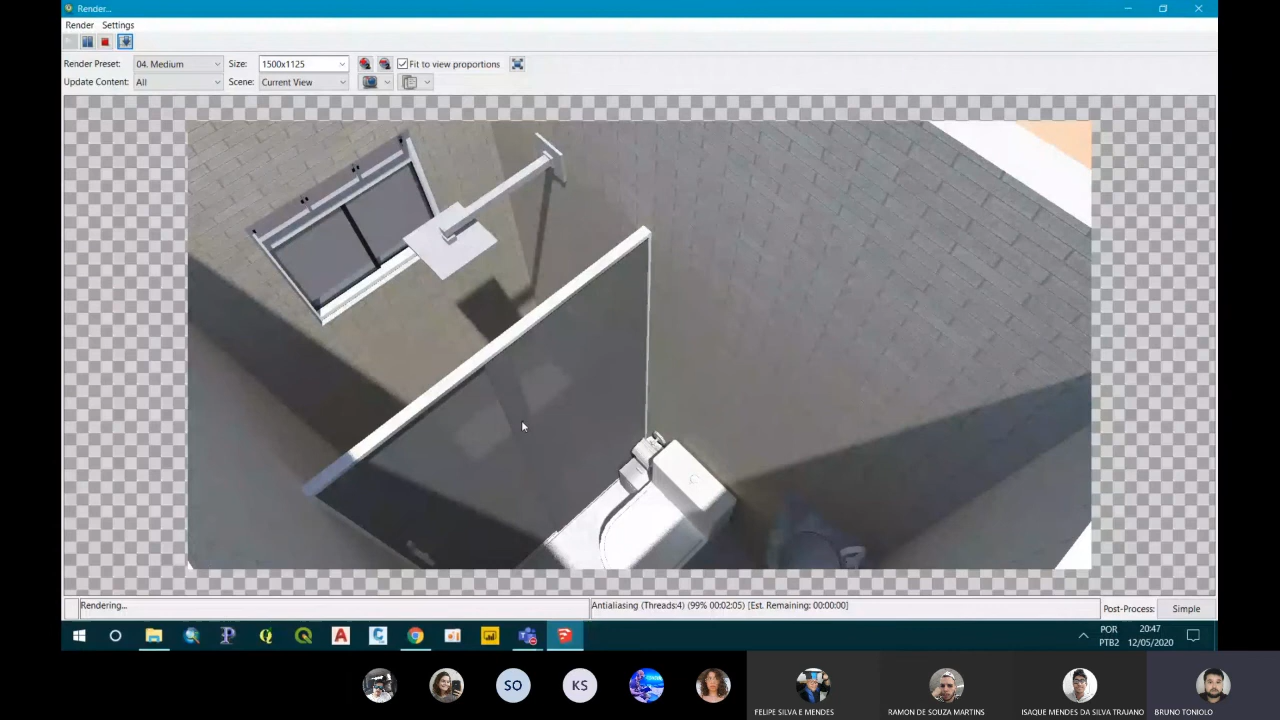 Render...
Render Settings
Render Preset: 04. Medium Size: 1500x1125 Fit to view proportions
Update Content: All Scene: Current View
Rendering... Antialiasing (Threads:4) (99% 00:02:05) [Est. Remaining: 00:00:00] Post-Process: Simple
POR 20:47
PTB2 12/05/2020
SO KS
FELIPE SILVA E MENDES RAMON DE SOUZA MARTINS ISAQUE MENDES DA SILVA TRAJANO BRUNO TONIOLO